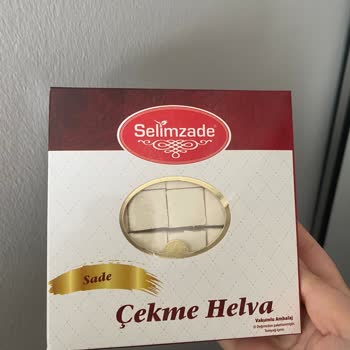 Selimzade
Sade
Çekme Helva
Vakumlu Ambalaj